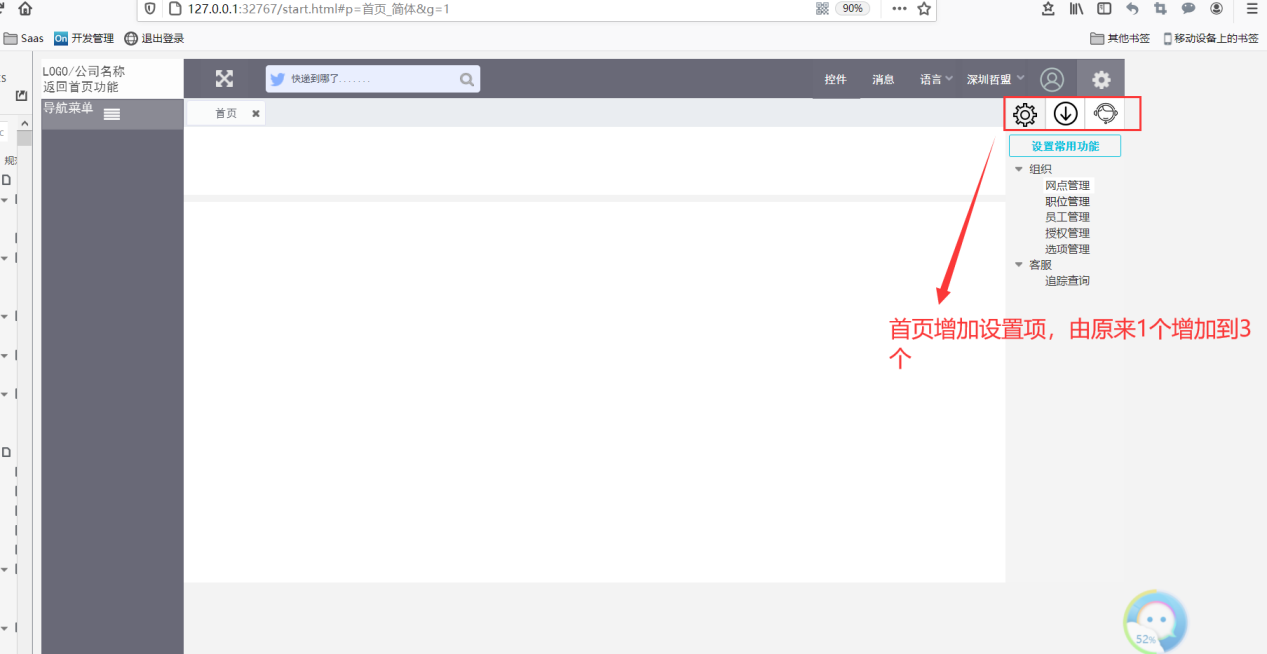 127.0.0.1:32767/start.html#p=首页_简体&g=1
90%
Saas
On 开发管理
退出登录
其他书签
移动设备上的书签
LOGO/公司名称
返回首页功能
快递到哪了.......
控件
消息
语言
深圳哲盟
导航菜单
首页
设置常用功能
组织
网点管理
职位管理
员工管理
授权管理
选项管理
客服
追踪查询
首页增加设置项，由原来1个增加到3
个
52%